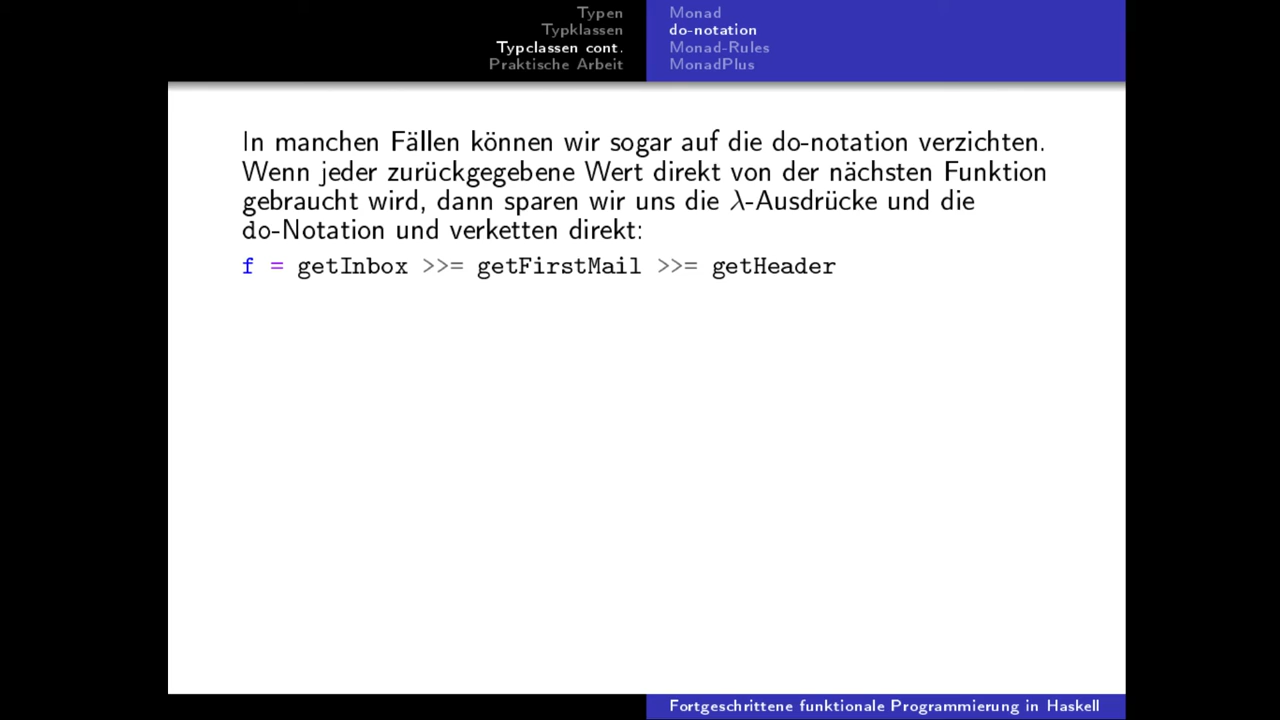 Typen
Typklassen
Typclassen cont.
Praktische Arbeit
Monad
do-notation
Monad-Rules
MonadPlus
In manchen Fällen können wir sogar auf die do-notation verzichten.
Wenn jeder zurückgegebene Wert direkt von der nächsten Funktion
gebraucht wird, dann sparen wir uns die λ-Ausdrücke und die
do-Notation und verketten direkt:
f = getInbox >>= getFirstMail >>= getHeader
Fortgeschrittene funktionale Programmierung in Haskell